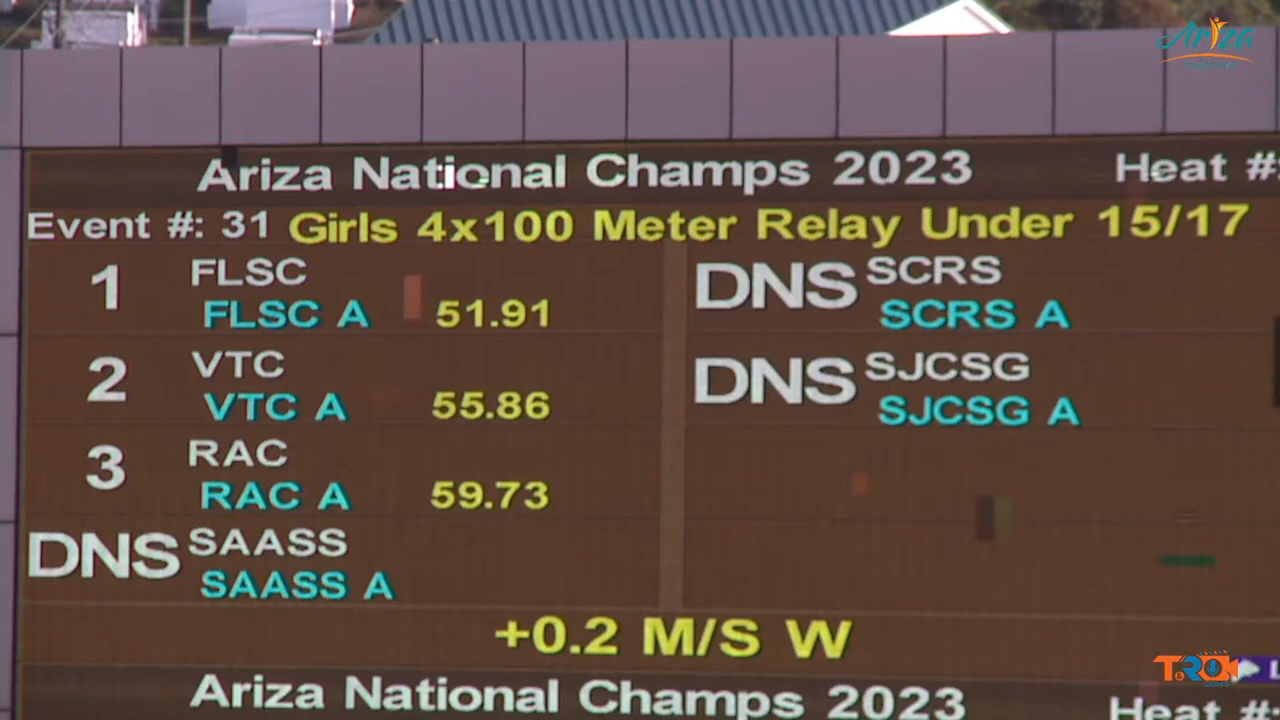 Ariza
Ariza National Champs 2023 Heat #
Event #: 31 Girls 4x100 Meter Relay Under 15/17
1 FLSC
FLSC A 51.91
2 VTC
VTC A 55.86
3 RAC
RAC A 59.73
DNS SAASS
SAASS A
DNS SCRS
SCRS A
DNS SJCSG
SJCSG A
+0.2 M/S W
Ariza National Champs 2023 Heat #: